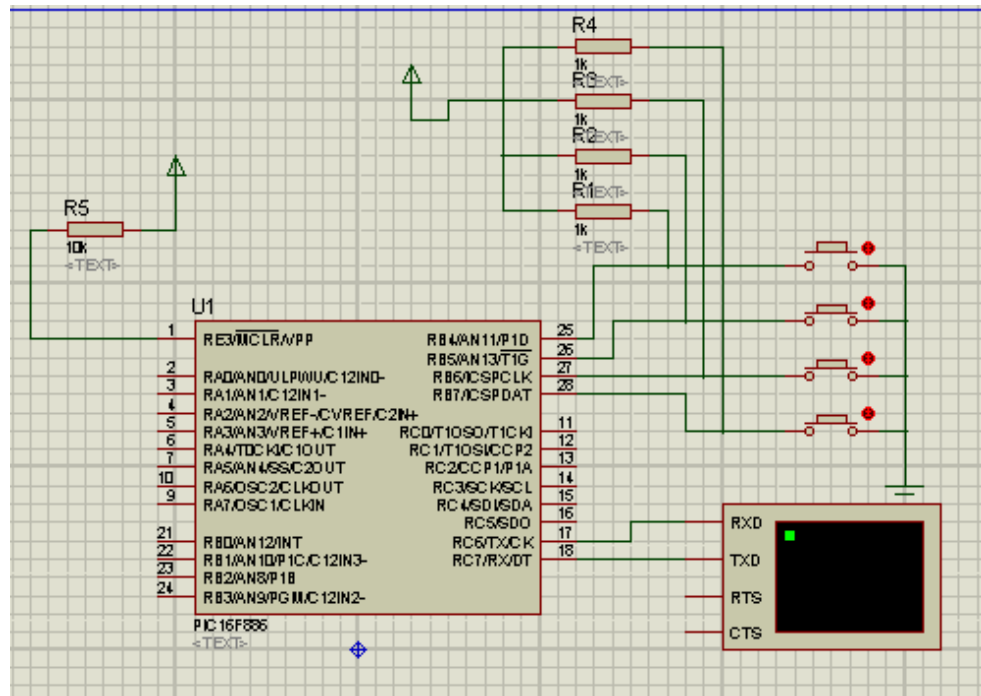 R4
1k
R3
<TEXT>
1k
R2
<TEXT>
1k
R1
<TEXT>
1k
<TEXT>
R5
10k
<TEXT>
U1
1 RE3/MCLR/VPP
2 RA0/AN0/ULPWU/C12IN0-
3 RA1/AN1/C12IN1-
4 RA2/AN2/VREF-/CVREF/C2IN+
5 RA3/AN3/VREF+/C1IN+
6 RA4/T0CKI/C1OUT
7 RA5/AN4/SS/C2OUT
10 RA6/OSC2/CLKOUT
9 RA7/OSC1/CLKIN
21 RB0/AN12/INT
22 RB1/AN10/P1C/C12IN3-
23 RB2/AN8/P1B
24 RB3/AN9/PGM/C12IN2-
RB4/AN11/P1D 25
RB5/AN13/T1G 26
RB6/ICSPCLK 27
RB7/ICSPDAT 28
RC0/T1OSO/T1CKI 11
RC1/T1OSI/CCP2 12
RC2/CCP1/P1A 13
RC3/SCK/SCL 14
RC4/SDI/SDA 15
RC5/SDO 16
RC6/TX/CK 17
RC7/RX/DT 18
PIC16F886
<TEXT>
RXD
TXD
RTS
CTS